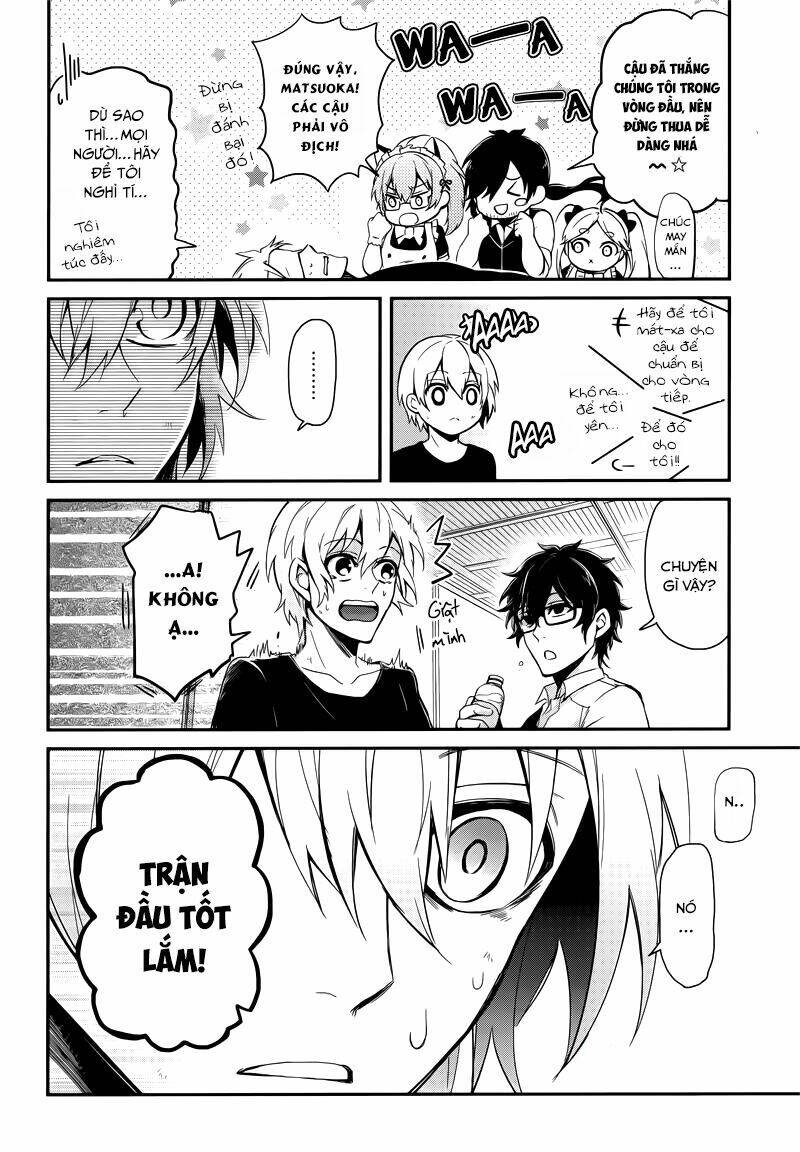 CẬU ĐÃ THẮNG
CHÚNG TÔI TRONG
VÒNG ĐẦU, NÊN
ĐỪNG THUA DỄ
DÀNG NHÁ
~ ☆
WA—A
WA—A
CHÚC
MAY
MẮN
...
ĐÚNG VẬY,
MATSUOKA!
CÁC CẬU
PHẢI VÔ
ĐỊCH!
Đừng
bị
đánh
bại
đó!
DÙ SAO
THÌ...MỌI
NGƯỜI...HÃY
ĐỂ TÔI
NGHỈ TÍ...
Tôi
nghiêm
túc đấy...
Hãy để tôi
mát-xa cho
cậu để
chuẩn bị
cho vòng
tiếp.
Không...
để tôi
yên...
Để đó
cho
tôi!!
AAAA
AAA
.........
CHUYỆN
GÌ VẬY?
Giật
mình
...A!
KHÔNG
Ạ...
N..
NÓ
...
TRẬN
ĐẦU TỐT
LẮM!